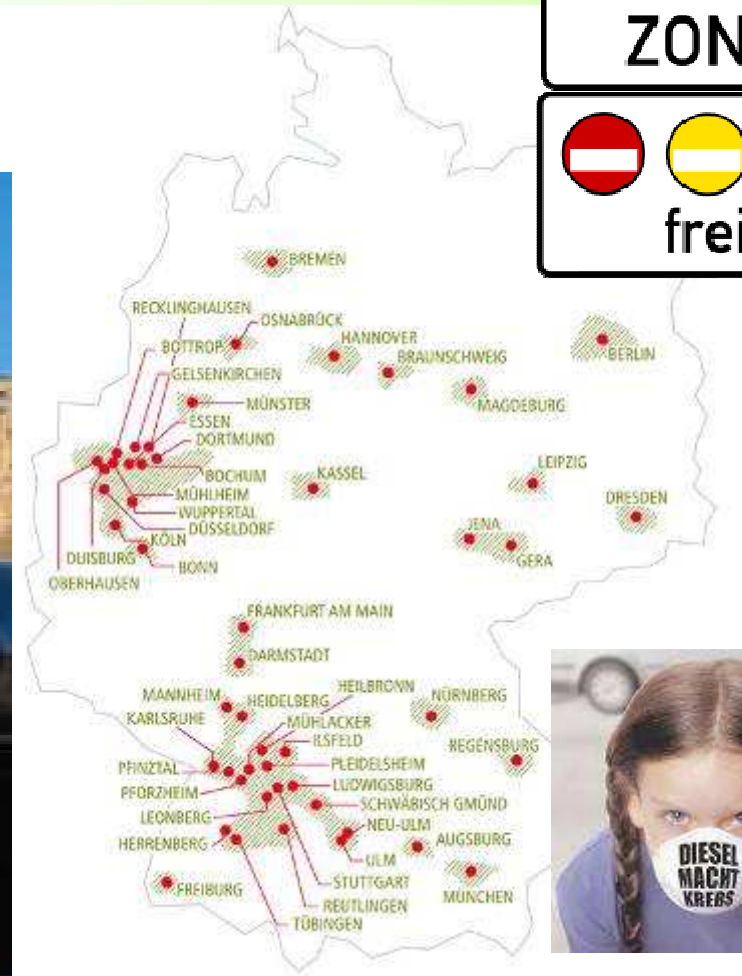 ZON
frei
BREMEN
RECKLINGHAUSEN
OSNABRÜCK
BOTTROP
HANNOVER
BRAUNSCHWEIG
BERLIN
GELSENKIRCHEN
MÜNSTER
MAGDEBURG
ESSEN
DORTMUND
BOCHUM
KASSEL
LEIPZIG
MÜHLHEIM
DRESDEN
WUPPERTAL
DÜSSELDORF
JENA
KÖLN
DUISBURG
GERA
BONN
OBERHAUSEN
FRANKFURT AM MAIN
DARMSTADT
HEILBRONN
MANNHEIM
HEIDELBERG
NÜRNBERG
KARLSRUHE
MÜHLACKER
ILSFELD
REGENSBURG
PFINZTAL
PLEIDELSHEIM
PFORZHEIM
LUDWIGSBURG
SCHWÄBISCH GMÜND
LEONBERG
NEU-ULM
HERRENBERG
AUGSBURG
ULM
STUTTGART
FREIBURG
MÜNCHEN
REUTLINGEN
TÜBINGEN
DIESEL
MACHT
KREBS